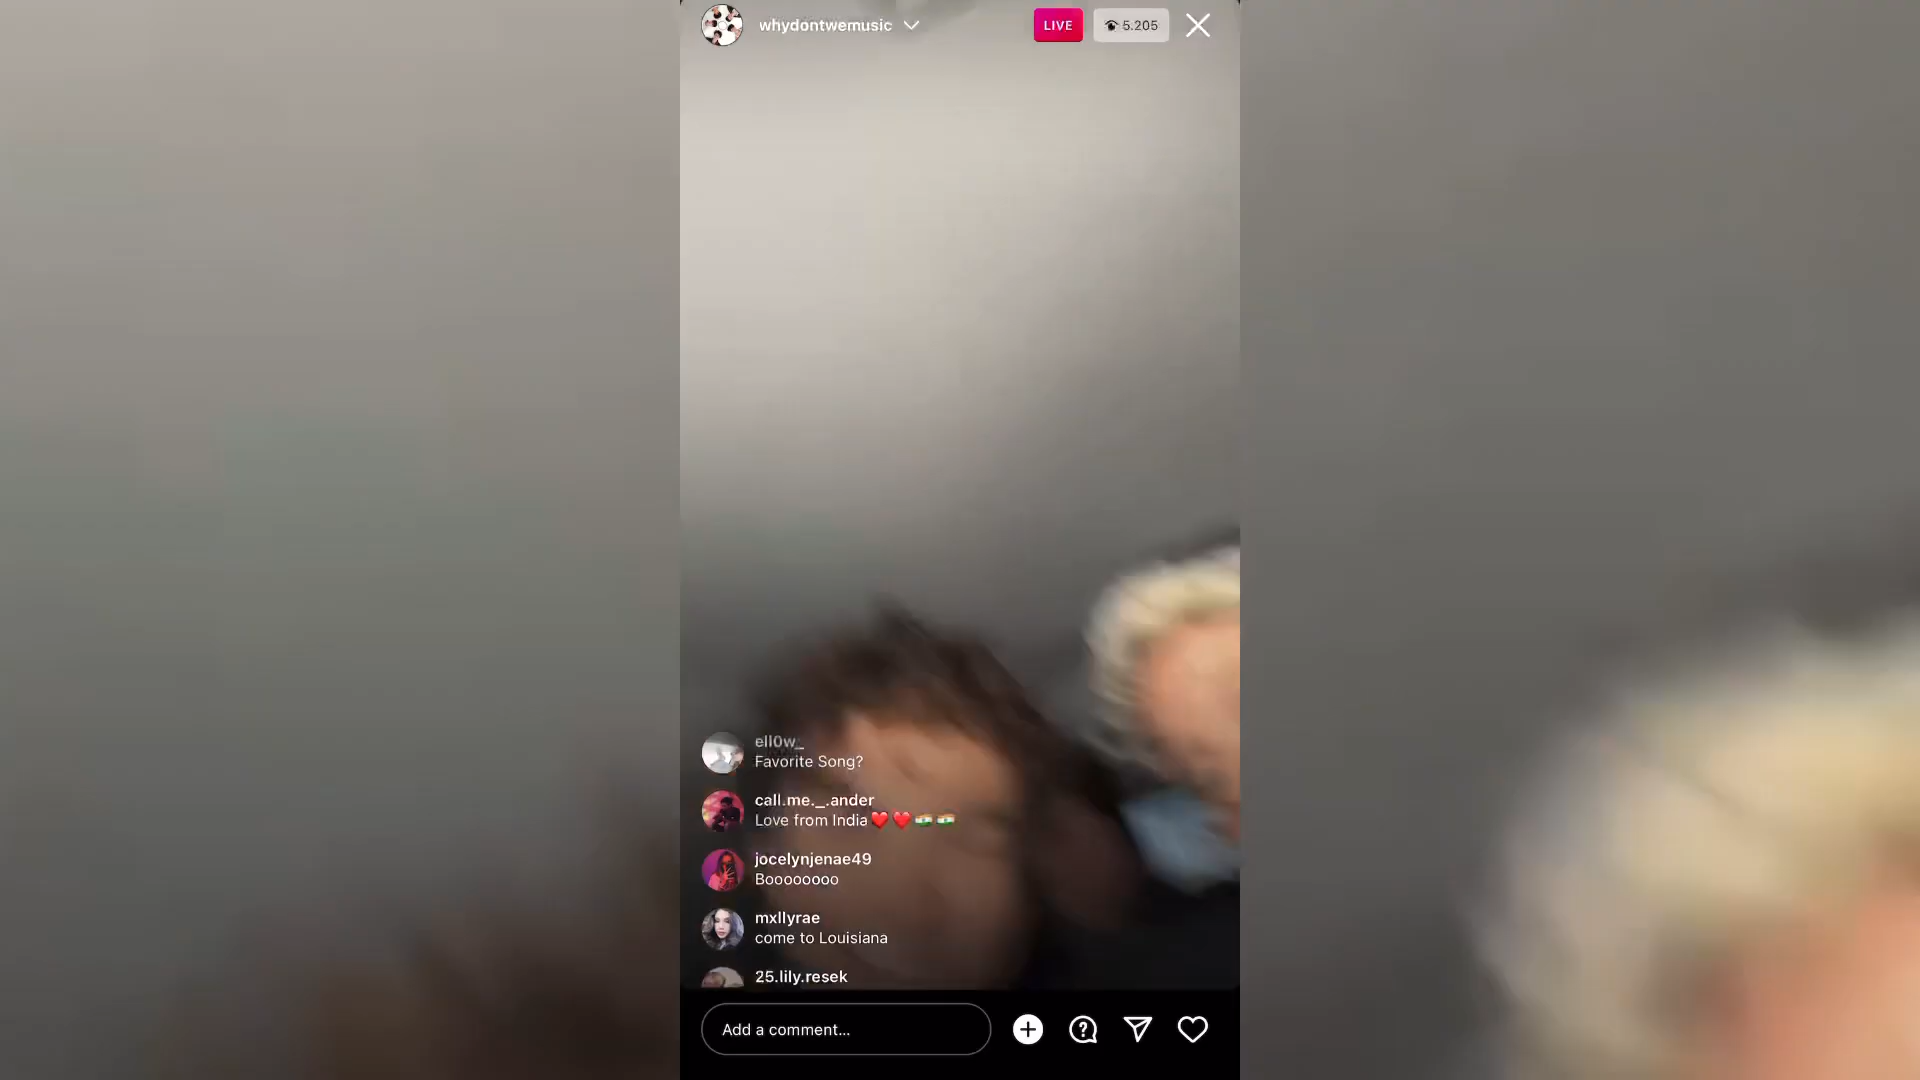 whydontwemusic
LIVE
5.205
ell0w_
Favorite Song?
call.me._.ander
Love from India❤️❤️🇮🇳🇮🇳
jocelynjenae49
Boooooooo
mxllyrae
come to Louisiana
25.lily.resek
Add a comment...